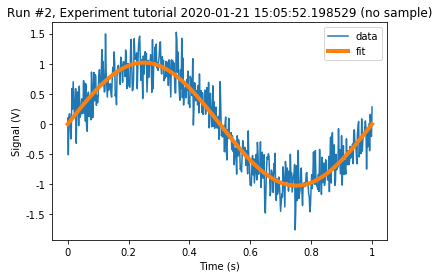 Run #2, Experiment tutorial 2020-01-21 15:05:52.198529 (no sample)
data
fit
1.5
1
0.5
0
-0.5
-1
-1.5
Signal (V)
0
0.2
0.4
0.6
0.8
1
Time (s)